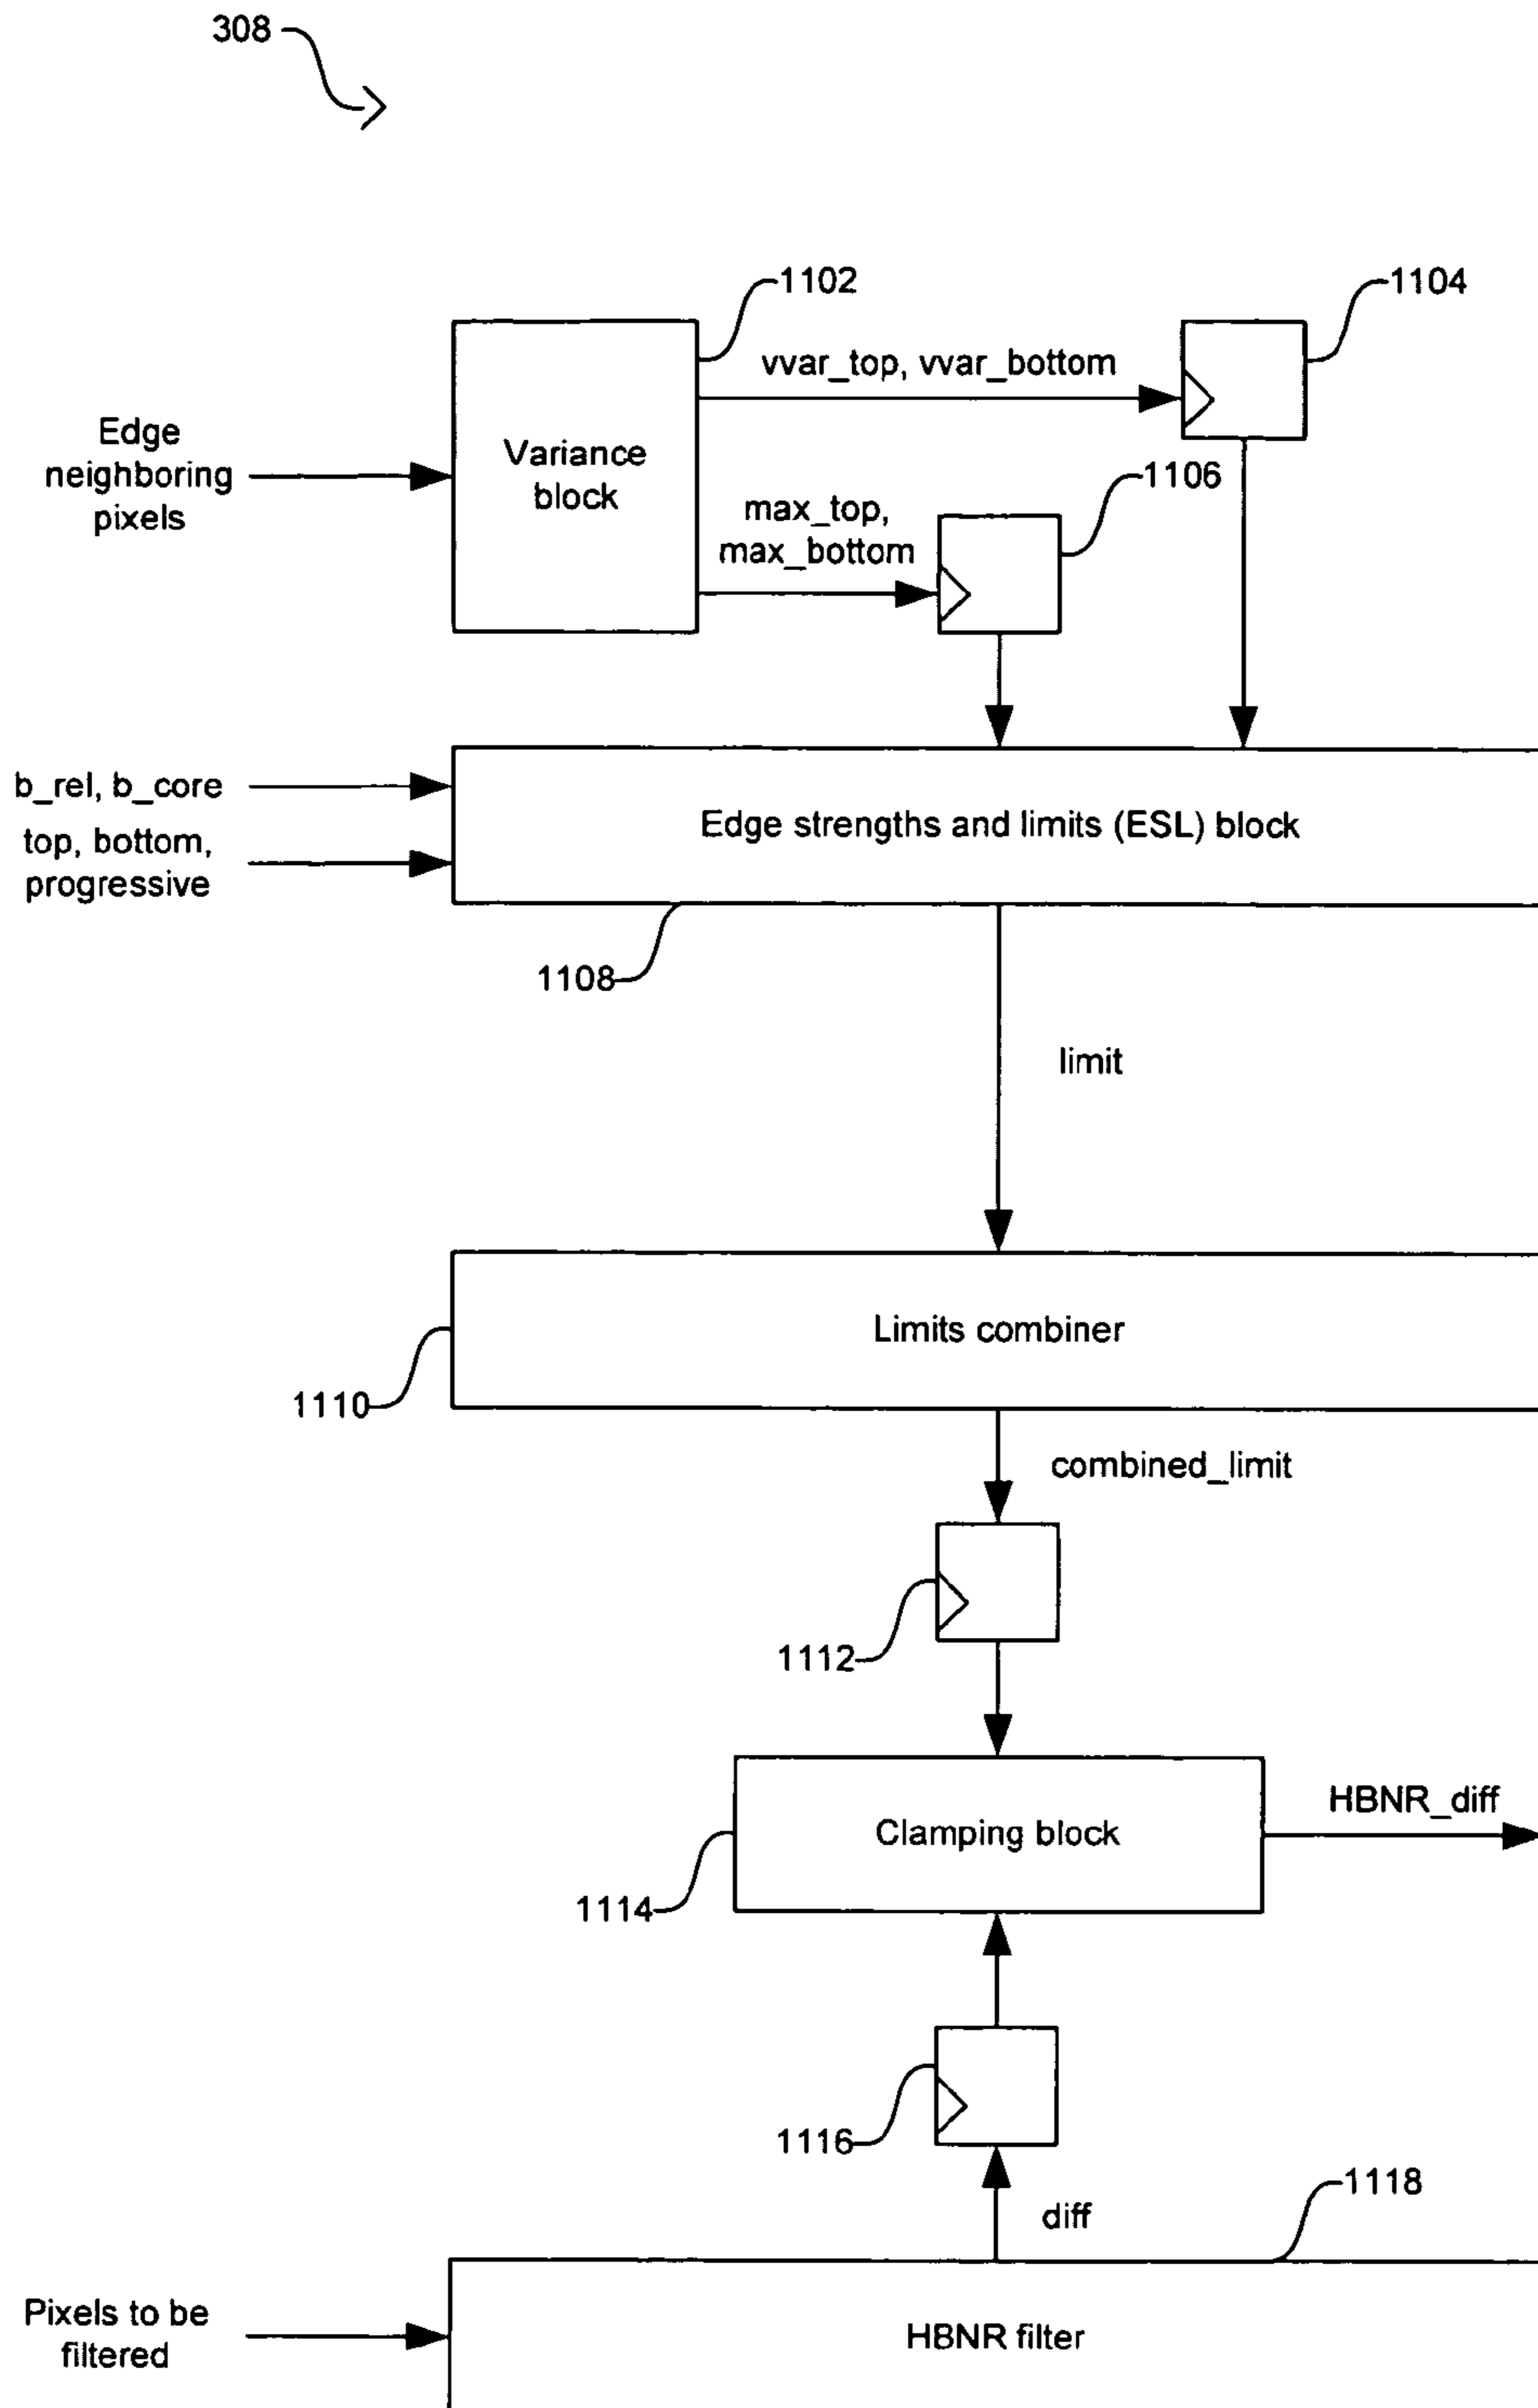 308
1102
1104
vvar_top, vvar_bottom
Edge
neighboring
pixels
Variance
block
1106
max_top,
max_bottom
b_rel, b_core
top, bottom,
progressive
Edge strengths and limits (ESL) block
1108
limit
Limits combiner
1110
combined_limit
1112
HBNR_diff
Clamping block
1114
1116
1118
diff
Pixels to be
filtered
HBNR filter